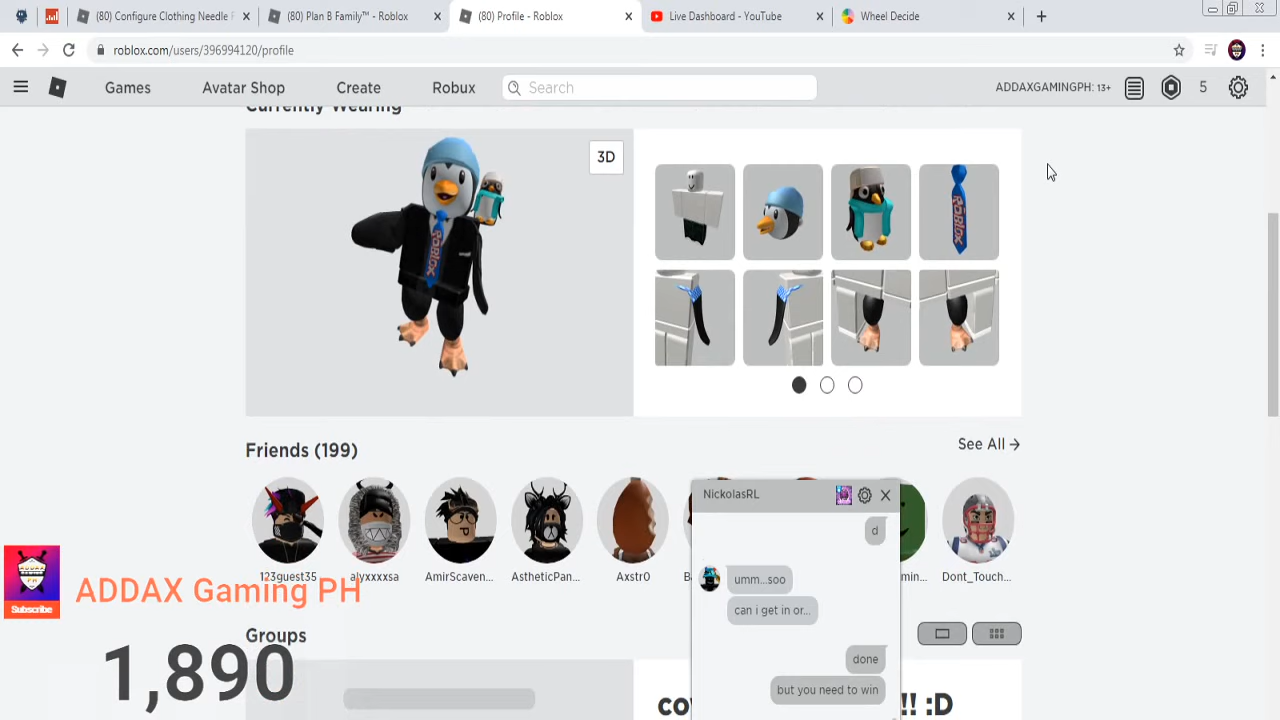 (80) Configure Clothing Needle F
(80) Plan B Family™ - Roblox
(80) Profile - Roblox
Live Dashboard - YouTube
Wheel Decide
roblox.com/users/396994120/profile
Games
Avatar Shop
Create
Robux
Search
ADDAXGAMINGPH: 13+
5
Currently Wearing
3D
ROBLOX
ROBLOX
Friends (199)
See All
123guest35
alyxxxxsa
AmirScaven...
AstheticPan...
Axstr0
Dont_Touch...
NickolasRL
d
umm...soo
can i get in or...
done
but you need to win
ADDAX Gaming PH
Subscribe
1,890
Groups
!! :D